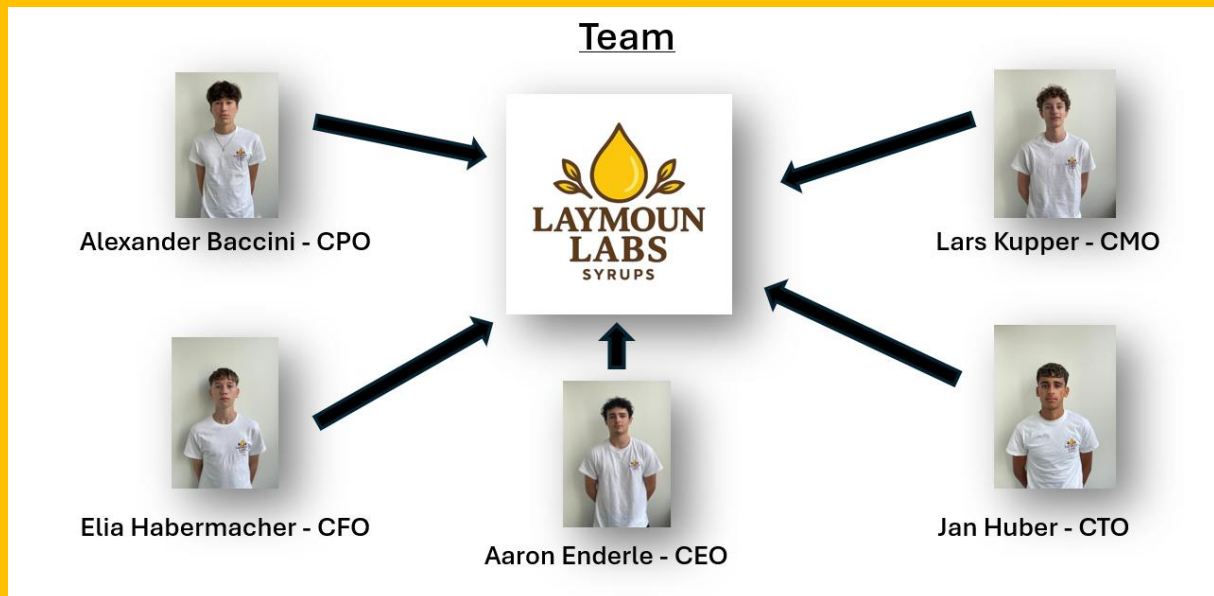 Team
LAYMOUN
LABS
SYRUPS
Alexander Baccini - CPO
Lars Kupper - CMO
Elia Habermacher - CFO
Jan Huber - CTO
Aaron Enderle - CEO